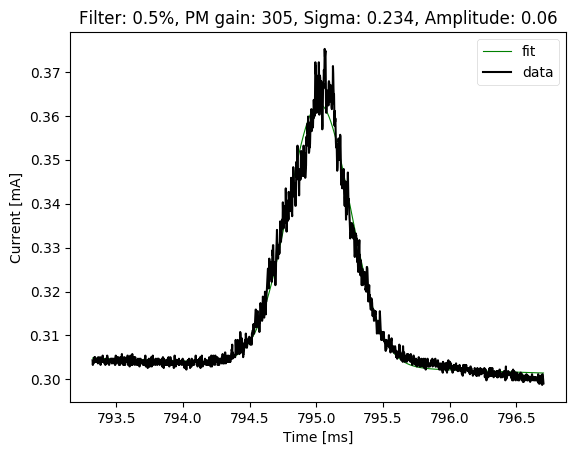 Filter: 0.5%, PM gain: 305, Sigma: 0.234, Amplitude: 0.06
fit
data
0.37
0.36
0.35
0.34
0.33
0.32
0.31
0.30
Current [mA]
793.5 794.0 794.5 795.0 795.5 796.0 796.5
Time [ms]